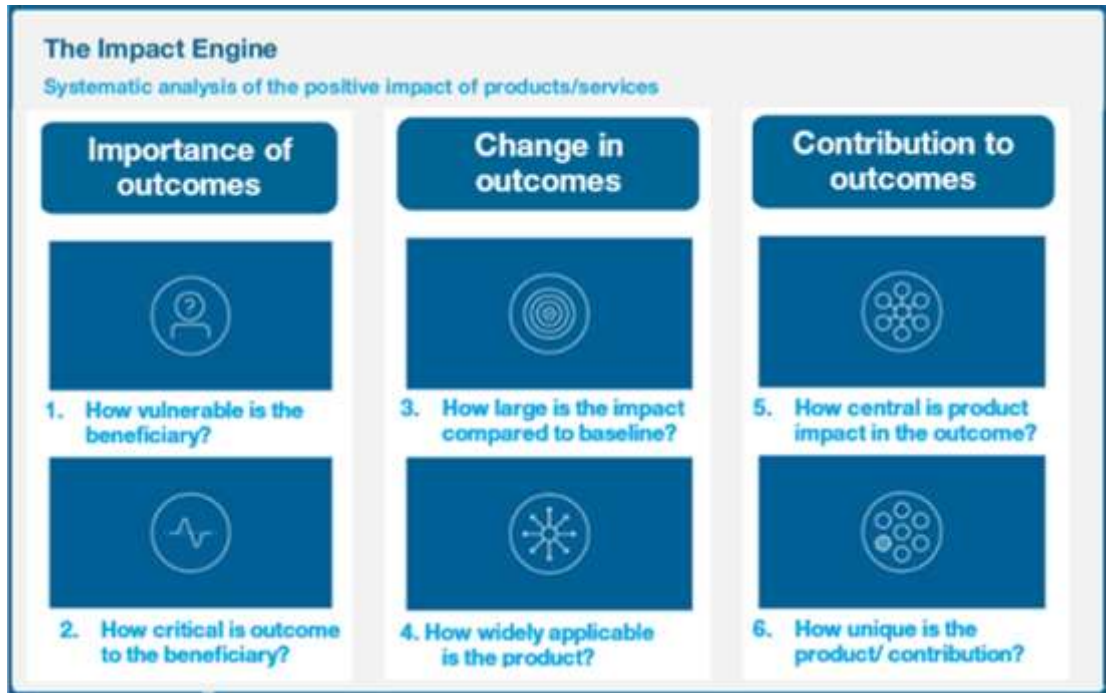 The Impact Engine
Systematic analysis of the positive impact of products/services
Importance of
outcomes
?
1. How vulnerable is the
beneficiary?
2. How critical is outcome
to the beneficiary?
Change in
outcomes
3. How large is the impact
compared to baseline?
4. How widely applicable
is the product?
Contribution to
outcomes
5. How central is product
impact in the outcome?
6. How unique is the
product/ contribution?